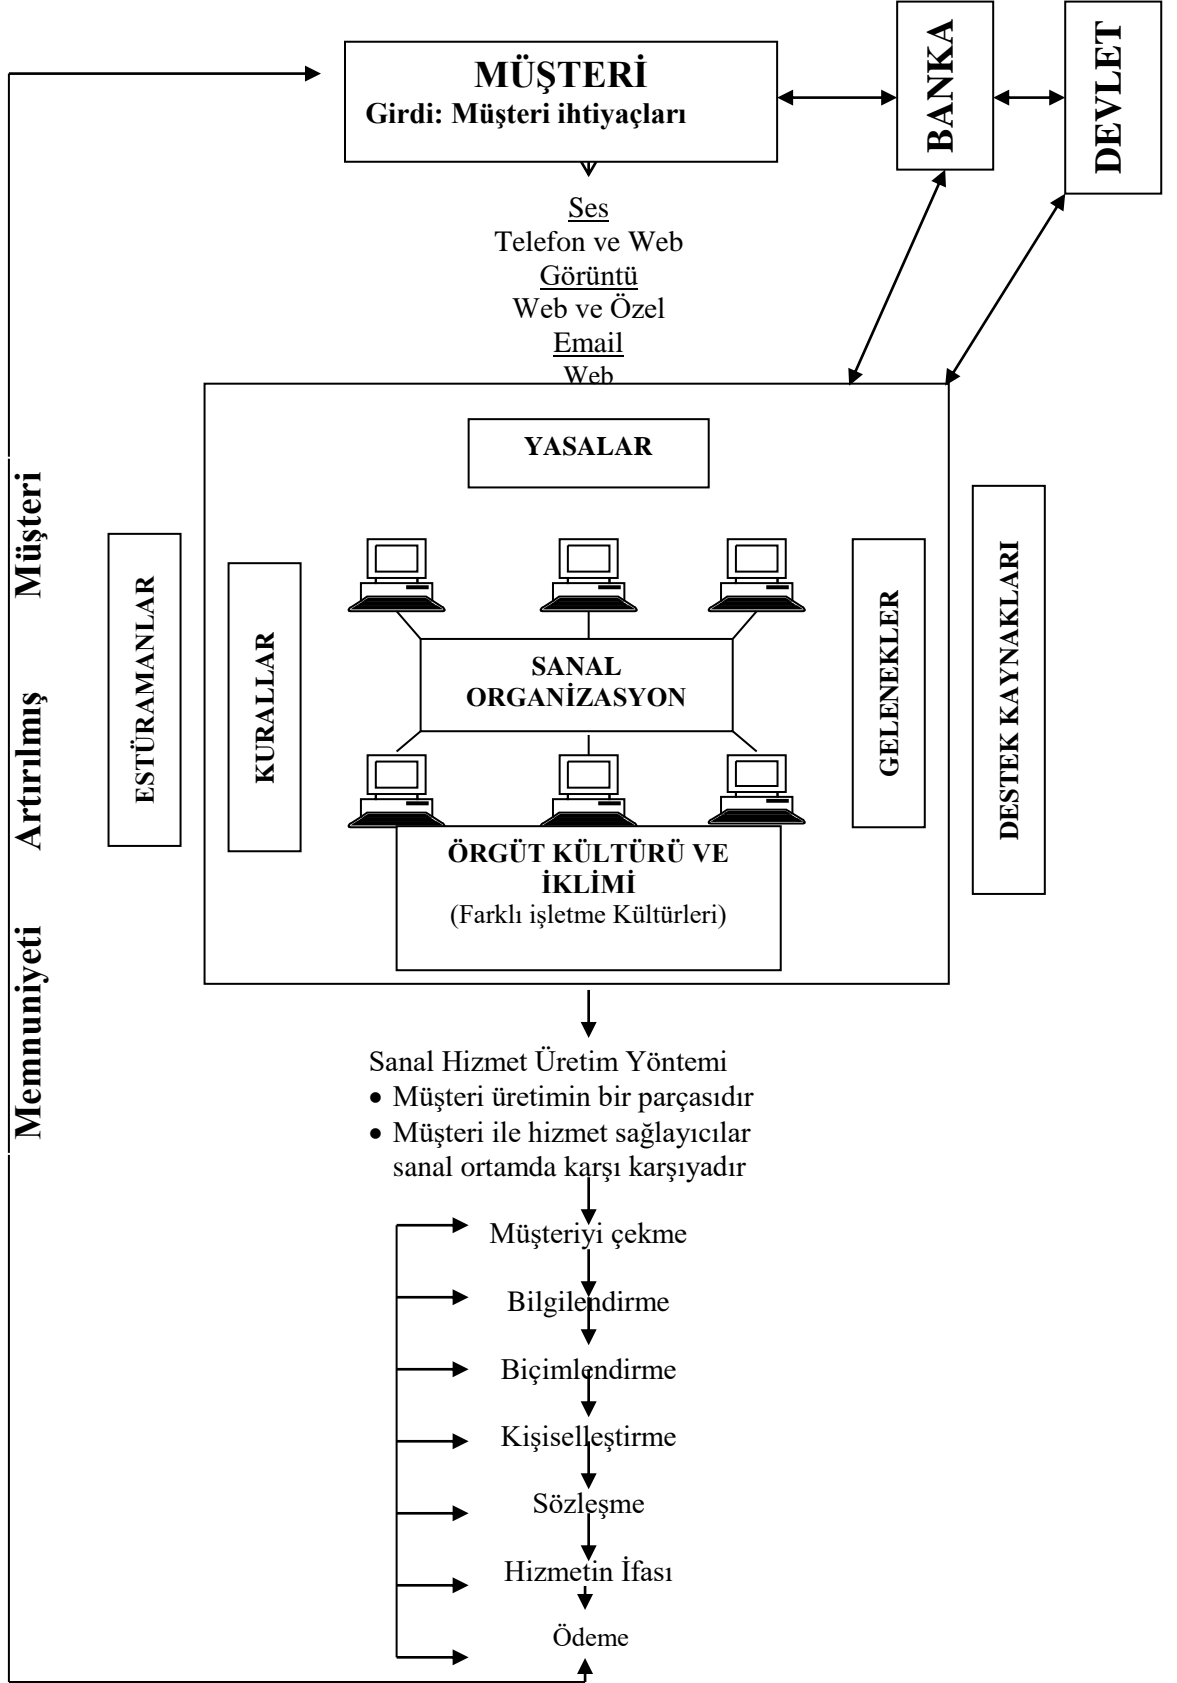 MÜŞTERİ
Girdi: Müşteri ihtiyaçları
BANKA
DEVLET
Ses
Telefon ve Web
Görüntü
Web ve Özel
Email
Web
YASALAR
Müşteri
Artırılmış
Memnuniyeti
ESTÜRAMANLAR
KURALLAR
SANAL
ORGANİZASYON
GELENEKLER
DESTEK KAYNAKLARI
ÖRGÜT KÜLTÜRÜ VE
İKLİMİ
(Farklı işletme Kültürleri)
Sanal Hizmet Üretim Yöntemi
• Müşteri üretimin bir parçasıdır
• Müşteri ile hizmet sağlayıcılar
sanal ortamda karşı karşıyadır
Müşteriyi çekme
Bilgilendirme
Biçimlendirme
Kişiselleştirme
Sözleşme
Hizmetin İfası
Ödeme